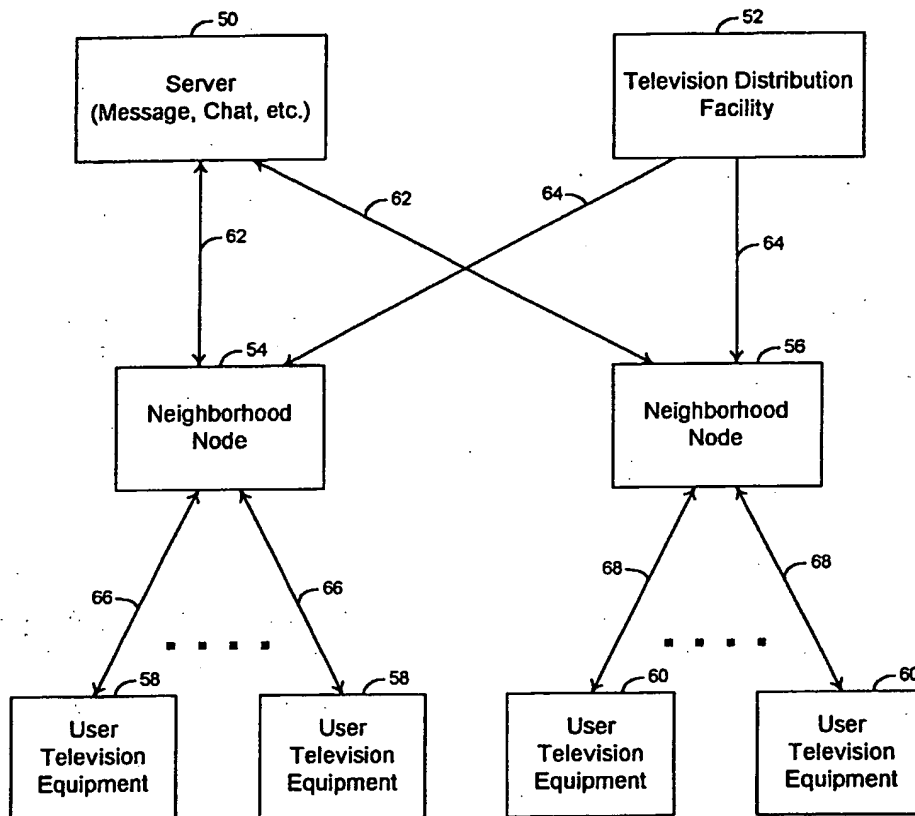 50
52
Server
(Message, Chat, etc.)
Television Distribution
Facility
62
62
64
64
54
56
Neighborhood
Node
Neighborhood
Node
66
66
68
68
58
58
60
60
User
Television
Equipment
User
Television
Equipment
User
Television
Equipment
User
Television
Equipment